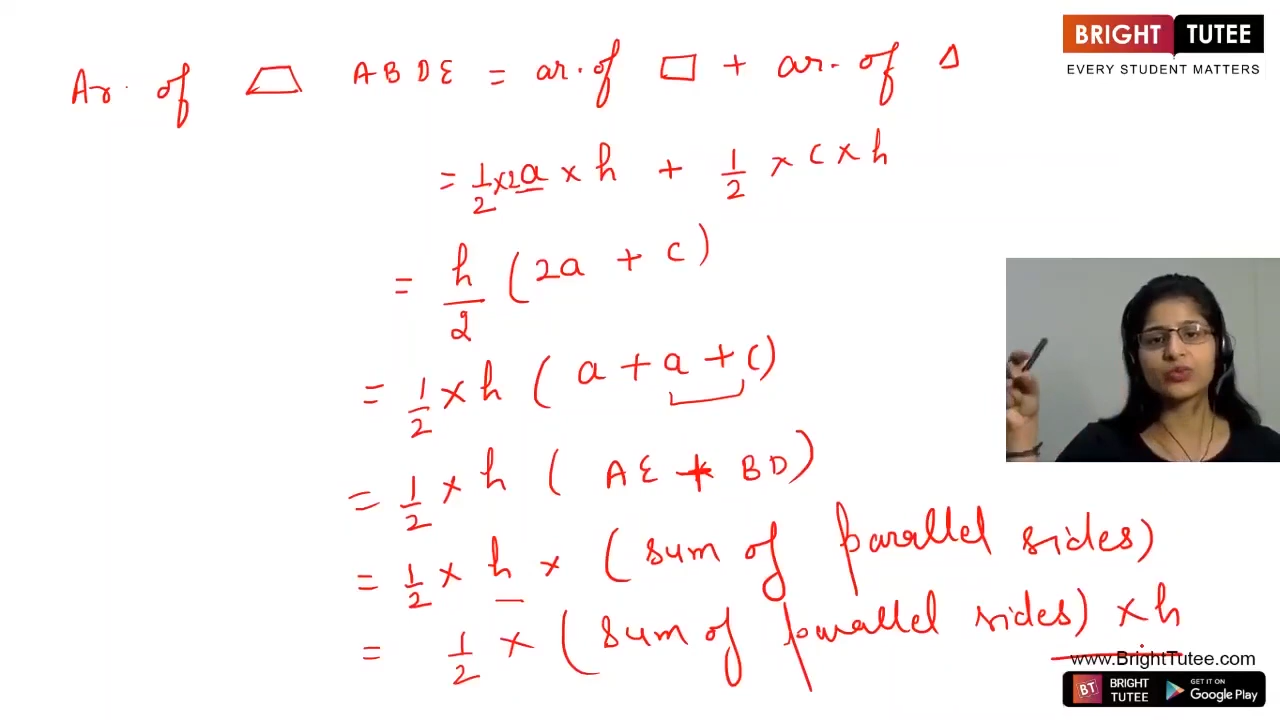 BRIGHT TUTEE
EVERY STUDENT MATTERS
Ar. of ⏢ ABDE = ar. of ▭ + ar. of △
= 1/2 × 2a × h + 1/2 × c × h
= h/2 (2a + c)
= 1/2 × h (a + a + c)
= 1/2 × h (AE + BD)
= 1/2 × h × (sum of parallel sides)
= 1/2 × (sum of parallel sides) × h
www.BrightTutee.com
BT BRIGHT TUTEE GET IT ON Google Play